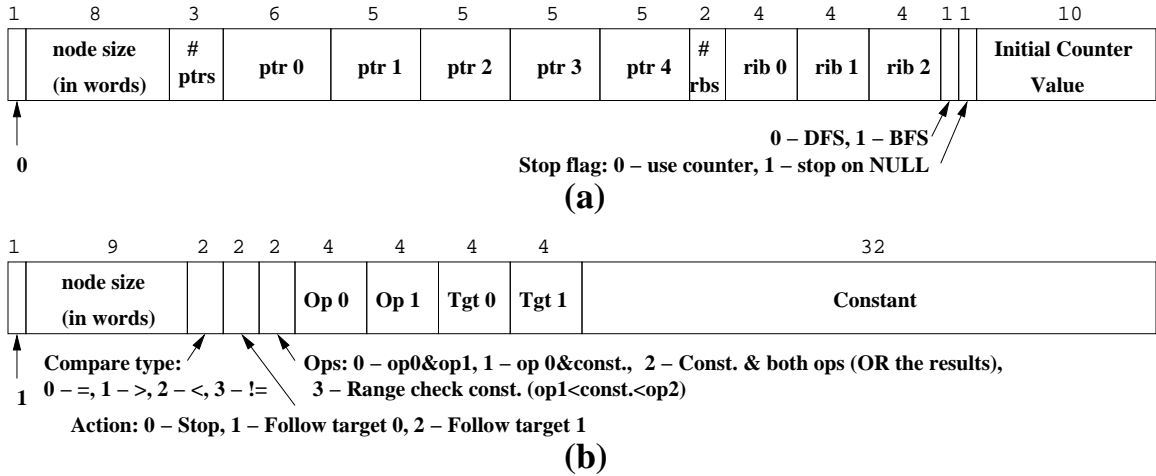 1 8 3 6 5 5 5 5 2 4 4 4 1 1 10
node size (in words) # ptrs ptr 0 ptr 1 ptr 2 ptr 3 ptr 4 # rbs rib 0 rib 1 rib 2 Initial Counter Value
0 – DFS, 1 – BFS
0 Stop flag: 0 – use counter, 1 – stop on NULL
(a)
1 9 2 2 2 4 4 4 4 32
node size (in words) Op 0 Op 1 Tgt 0 Tgt 1 Constant
Compare type: Ops: 0 – op0&op1, 1 – op 0&const., 2 – Const. & both ops (OR the results),
1 0 – =, 1 – >, 2 – <, 3 – != 3 – Range check const. (op1<const.<op2)
Action: 0 – Stop, 1 – Follow target 0, 2 – Follow target 1
(b)